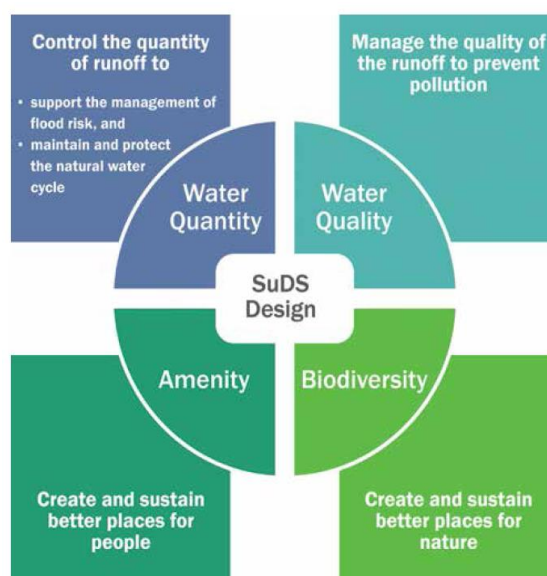 Control the quantity
of runoff to
• support the management of
flood risk, and
• maintain and protect
the natural water
cycle
Manage the quality of
the runoff to prevent
pollution
Water
Quantity
Water
Quality
SuDS
Design
Amenity
Biodiversity
Create and sustain
better places for
people
Create and sustain
better places for
nature